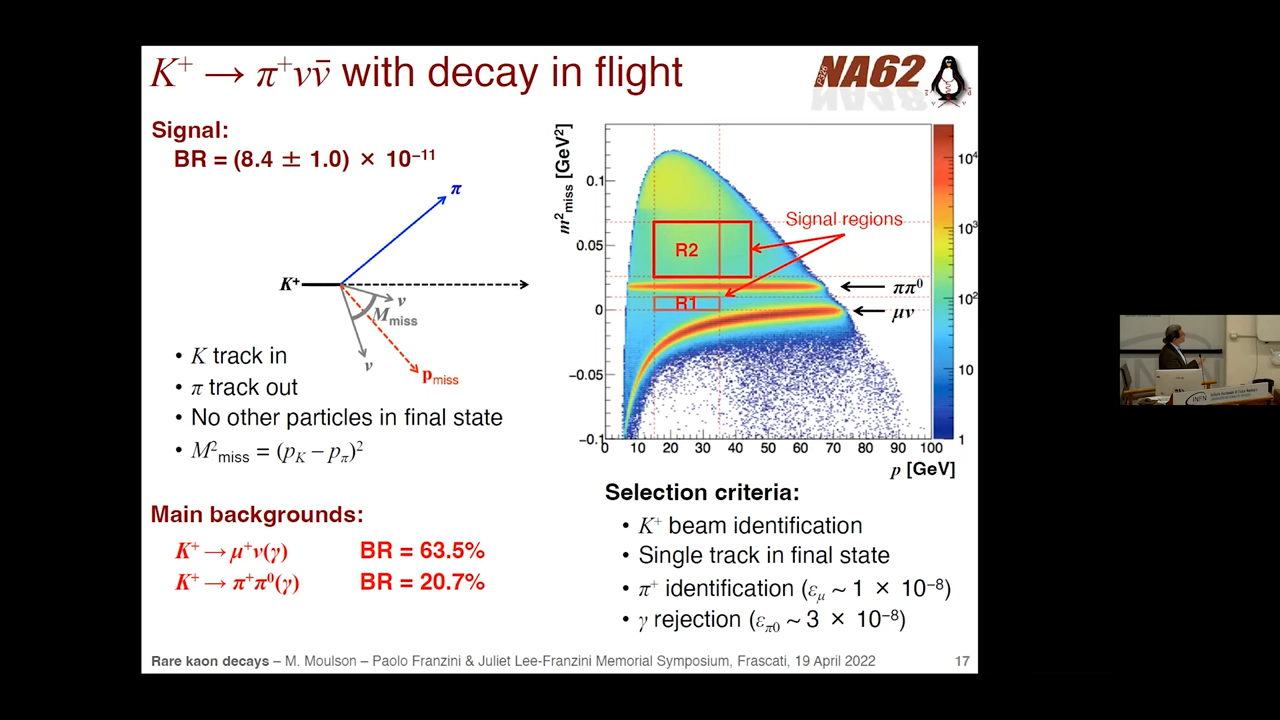 K⁺ → π⁺νν̄ with decay in flight
NA62
Signal:
BR = (8.4 ± 1.0) × 10⁻¹¹
π
K⁺
ν
M_miss
ν
p_miss
• K track in
• π track out
• No other particles in final state
• M²_miss = (p_K – p_π)²
Main backgrounds:
K⁺ → μ⁺ν(γ) BR = 63.5%
K⁺ → π⁺π⁰(γ) BR = 20.7%
m²_miss [GeV²]
0.1
0.05
0
−0.05
−0.1
0 10 20 30 40 50 60 70 80 90 100
p [GeV]
R2
R1
Signal regions
ππ⁰
μν
10⁴
10³
10²
10
1
Selection criteria:
• K⁺ beam identification
• Single track in final state
• π⁺ identification (ε_μ ~ 1 × 10⁻⁸)
• γ rejection (ε_π0 ~ 3 × 10⁻⁸)
Rare kaon decays – M. Moulson – Paolo Franzini & Juliet Lee-Franzini Memorial Symposium, Frascati, 19 April 2022
17
INFN